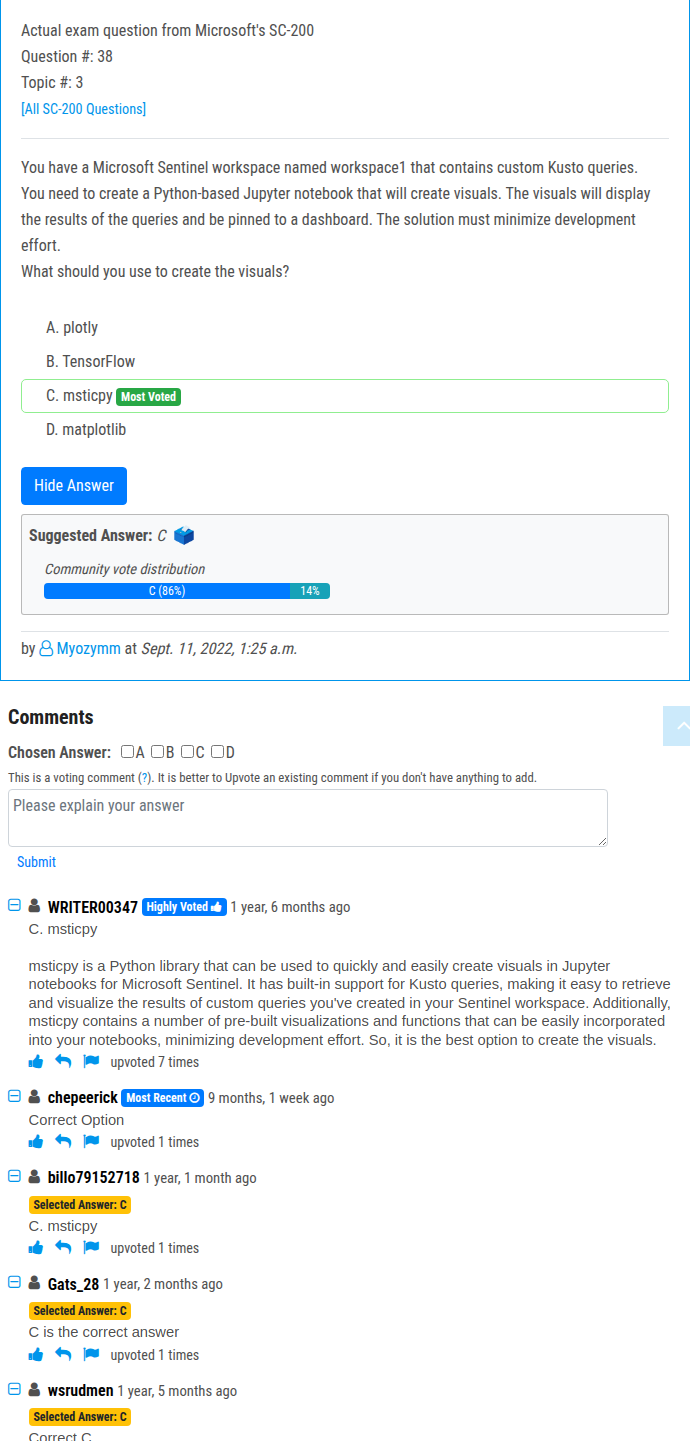 Actual exam question from Microsoft's SC-200
Question #: 38
Topic #: 3
[All SC-200 Questions]
You have a Microsoft Sentinel workspace named workspace1 that contains custom Kusto queries.
You need to create a Python-based Jupyter notebook that will create visuals. The visuals will display
the results of the queries and be pinned to a dashboard. The solution must minimize development
effort.
What should you use to create the visuals?
A. plotly
B. TensorFlow
C. msticpy Most Voted
D. matplotlib
Hide Answer
Suggested Answer: C
Community vote distribution
C (86%) 14%
by Myozymm at Sept. 11, 2022, 1:25 a.m.
Comments
Chosen Answer: A B C D
This is a voting comment (?). It is better to Upvote an existing comment if you don't have anything to add.
Please explain your answer
Submit
WRITER00347 Highly Voted 1 year, 6 months ago
C. msticpy
msticpy is a Python library that can be used to quickly and easily create visuals in Jupyter
notebooks for Microsoft Sentinel. It has built-in support for Kusto queries, making it easy to retrieve
and visualize the results of custom queries you've created in your Sentinel workspace. Additionally,
msticpy contains a number of pre-built visualizations and functions that can be easily incorporated
into your notebooks, minimizing development effort. So, it is the best option to create the visuals.
upvoted 7 times
chepeerick Most Recent 9 months, 1 week ago
Correct Option
upvoted 1 times
billo79152718 1 year, 1 month ago
Selected Answer: C
C. msticpy
upvoted 1 times
Gats_28 1 year, 2 months ago
Selected Answer: C
C is the correct answer
upvoted 1 times
wsrudmen 1 year, 5 months ago
Selected Answer: C
Correct C